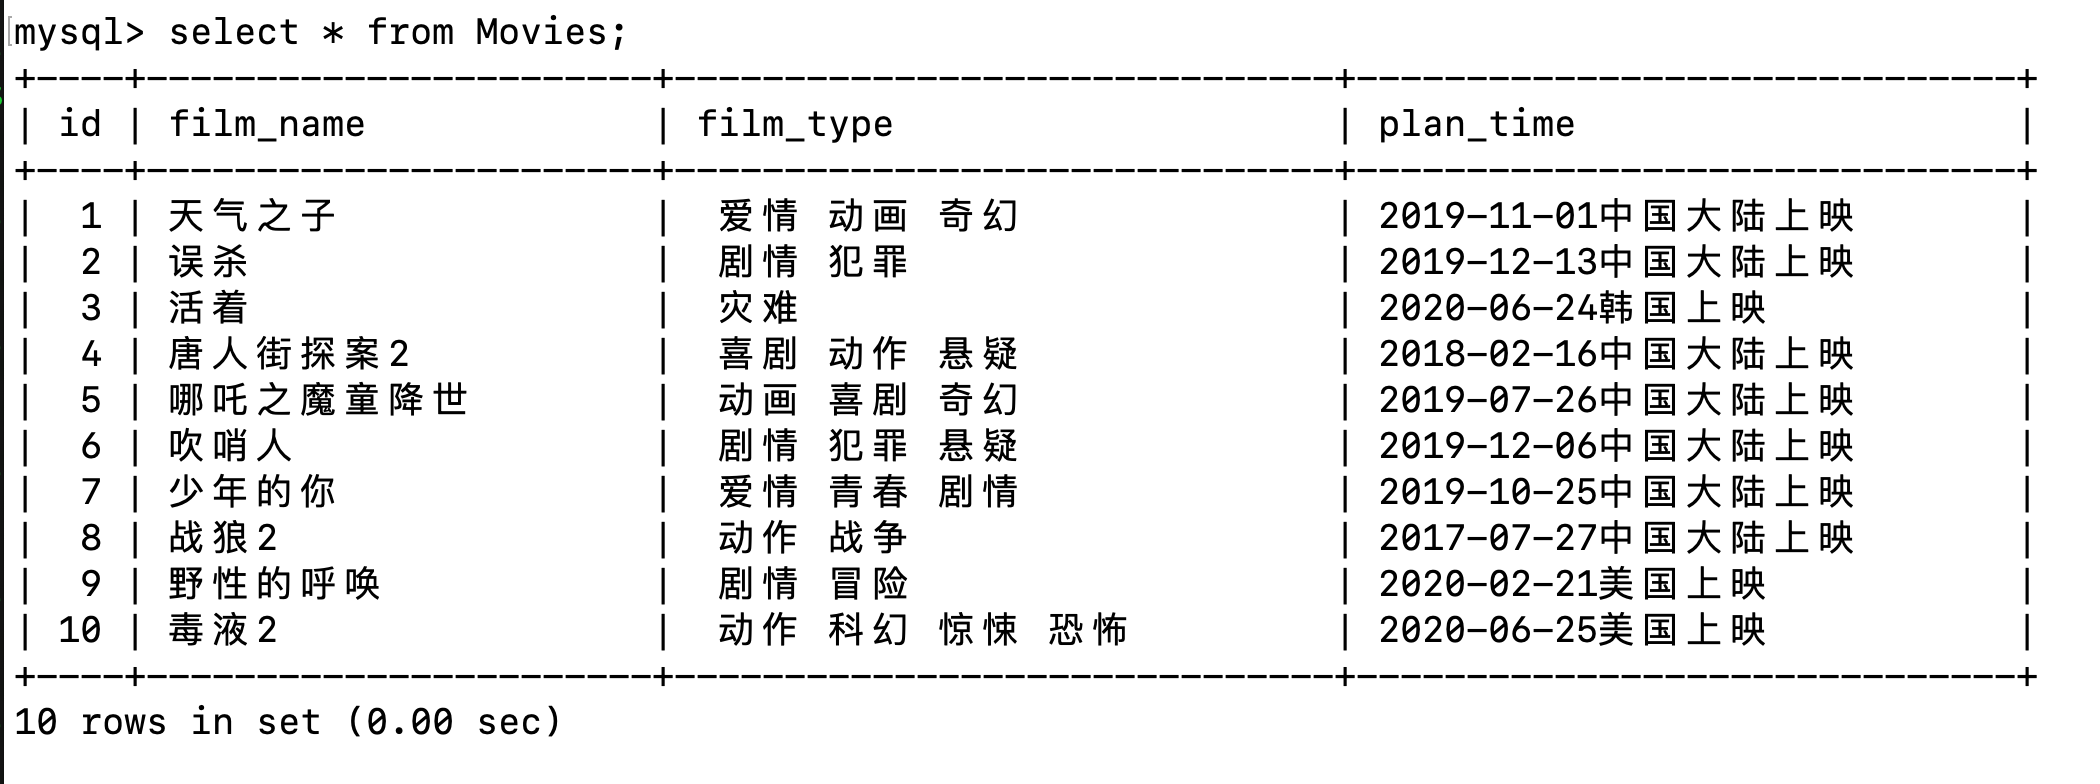 mysql> select * from Movies;
+----+-----------------------+------------------------------+------------------------------+
| id | film_name | film_type | plan_time |
+----+-----------------------+------------------------------+------------------------------+
| 1 | 天气之子 | 爱情 动画 奇幻 | 2019-11-01中国大陆上映 |
| 2 | 误杀 | 剧情 犯罪 | 2019-12-13中国大陆上映 |
| 3 | 活着 | 灾难 | 2020-06-24韩国上映 |
| 4 | 唐人街探案2 | 喜剧 动作 悬疑 | 2018-02-16中国大陆上映 |
| 5 | 哪吒之魔童降世 | 动画 喜剧 奇幻 | 2019-07-26中国大陆上映 |
| 6 | 吹哨人 | 剧情 犯罪 悬疑 | 2019-12-06中国大陆上映 |
| 7 | 少年的你 | 爱情 青春 剧情 | 2019-10-25中国大陆上映 |
| 8 | 战狼2 | 动作 战争 | 2017-07-27中国大陆上映 |
| 9 | 野性的呼唤 | 剧情 冒险 | 2020-02-21美国上映 |
| 10 | 毒液2 | 动作 科幻 惊悚 恐怖 | 2020-06-25美国上映 |
+----+-----------------------+------------------------------+------------------------------+
10 rows in set (0.00 sec)